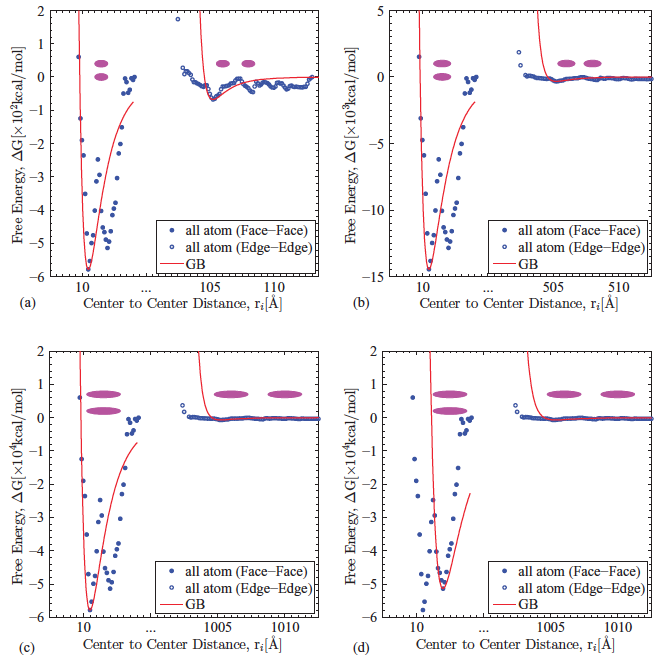 2
1
0
−1
−2
−3
−4
−5
−6
Free Energy, ΔG[×10²kcal/mol]
10 ... 105 110
Center to Center Distance, rᵢ[Å]
(a)
all atom (Face−Face)
all atom (Edge−Edge)
GB
5
0
−5
−10
−15
Free Energy, ΔG[×10³kcal/mol]
10 ... 505 510
Center to Center Distance, rᵢ[Å]
(b)
all atom (Face−Face)
all atom (Edge−Edge)
GB
2
1
0
−1
−2
−3
−4
−5
−6
Free Energy, ΔG[×10⁴kcal/mol]
10 ... 1005 1010
Center to Center Distance, rᵢ[Å]
(c)
all atom (Face−Face)
all atom (Edge−Edge)
GB
2
1
0
−1
−2
−3
−4
−5
−6
Free Energy, ΔG[×10⁴kcal/mol]
10 ... 1005 1010
Center to Center Distance, rᵢ[Å]
(d)
all atom (Face−Face)
all atom (Edge−Edge)
GB